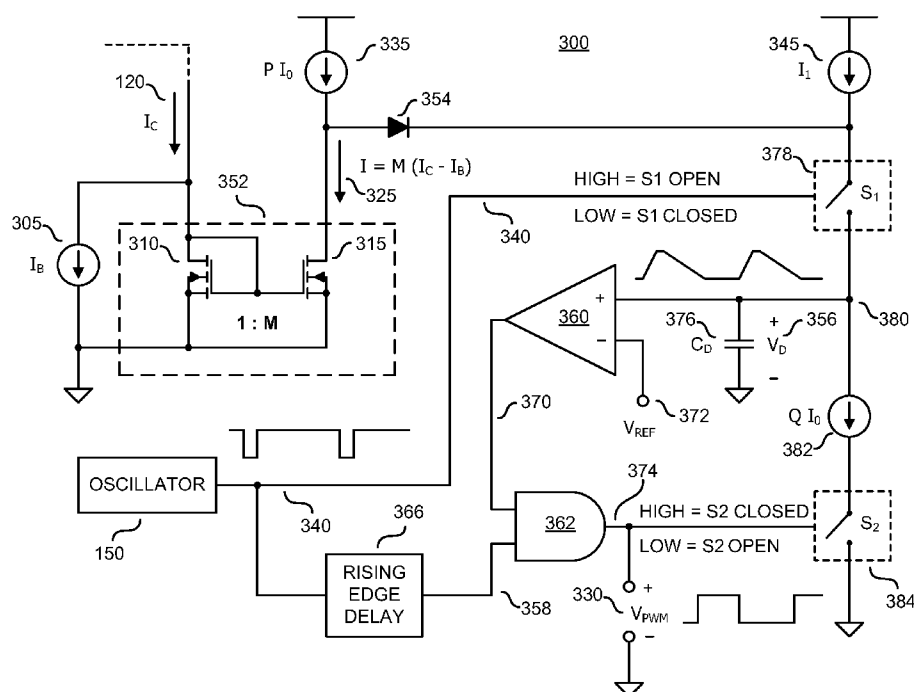 335
300
345
P I0
I1
120
354
IC
378
I = M (IC - IB)
352
325
HIGH = S1 OPEN
S1
305
310
315
LOW = S1 CLOSED
340
IB
+
360
376
+
356
380
1 : M
CD
VD
−
−
370
372
Q I0
VREF
382
OSCILLATOR
374
366
340
HIGH = S2 CLOSED
362
S2
150
LOW = S2 OPEN
RISING
EDGE
DELAY
358
330
+
384
VPWM
−